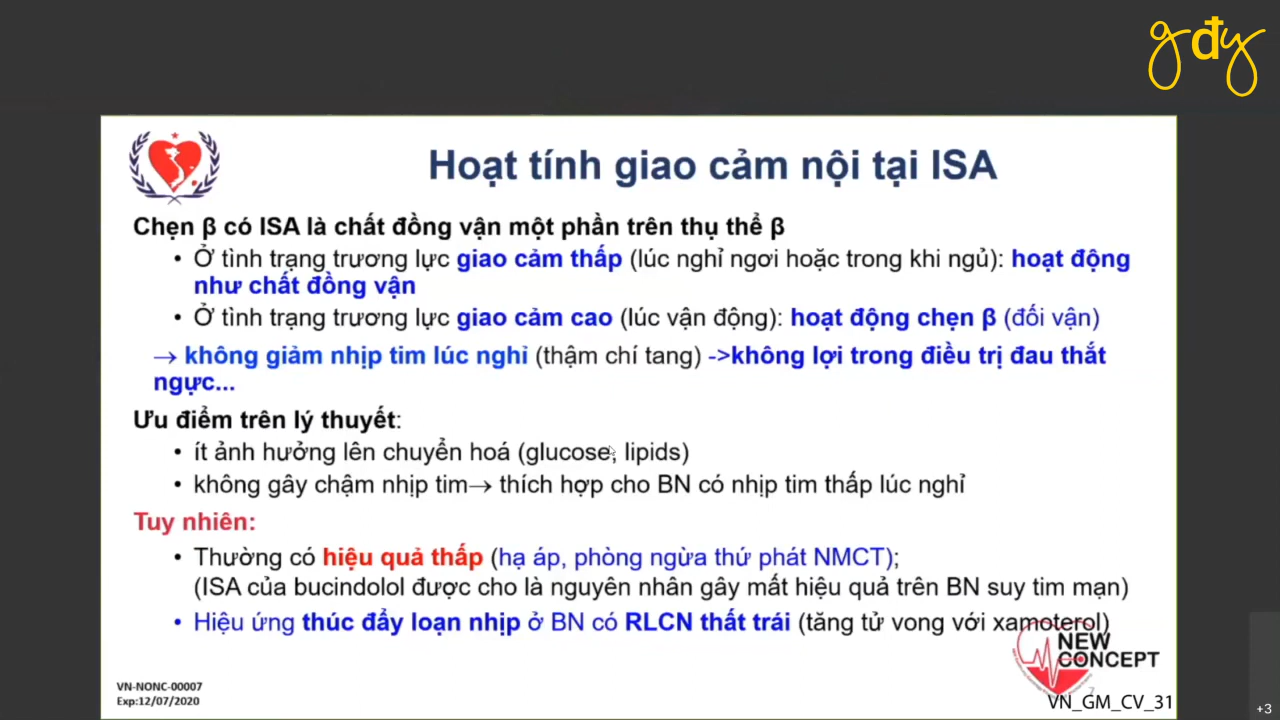 gđy
Hoạt tính giao cảm nội tại ISA
Chẹn β có ISA là chất đồng vận một phần trên thụ thể β
• Ở tình trạng trương lực giao cảm thấp (lúc nghỉ ngơi hoặc trong khi ngủ): hoạt động
như chất đồng vận
• Ở tình trạng trương lực giao cảm cao (lúc vận động): hoạt động chẹn β (đối vận)
→ không giảm nhịp tim lúc nghỉ (thậm chí tang) ->không lợi trong điều trị đau thắt
ngực...
Ưu điểm trên lý thuyết:
• ít ảnh hưởng lên chuyển hoá (glucose, lipids)
• không gây chậm nhịp tim→ thích hợp cho BN có nhịp tim thấp lúc nghỉ
Tuy nhiên:
• Thường có hiệu quả thấp (hạ áp, phòng ngừa thứ phát NMCT);
(ISA của bucindolol được cho là nguyên nhân gây mất hiệu quả trên BN suy tim mạn)
• Hiệu ứng thúc đẩy loạn nhịp ở BN có RLCN thất trái (tăng tử vong với xamoterol)
NEW
CONCEPT
VN-NONC-00007
Exp:12/07/2020
VN_GM_CV_31
+3